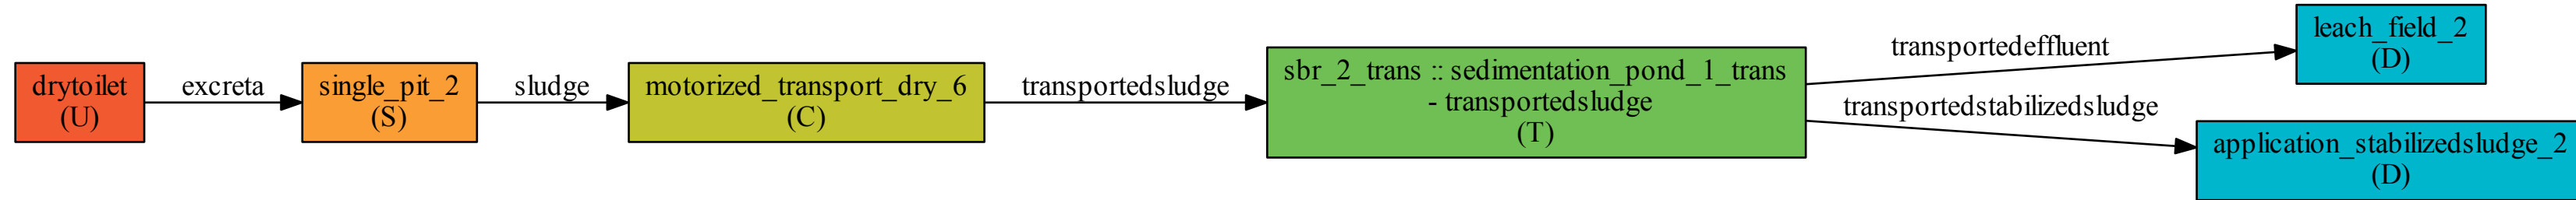 drytoilet
(U)
excreta
single_pit_2
(S)
sludge
motorized_transport_dry_6
(C)
transportedsludge
sbr_2_trans :: sedimentation_pond_1_trans
- transportedsludge
(T)
transportedeffluent
transportedstabilizedsludge
leach_field_2
(D)
application_stabilizedsludge_2
(D)